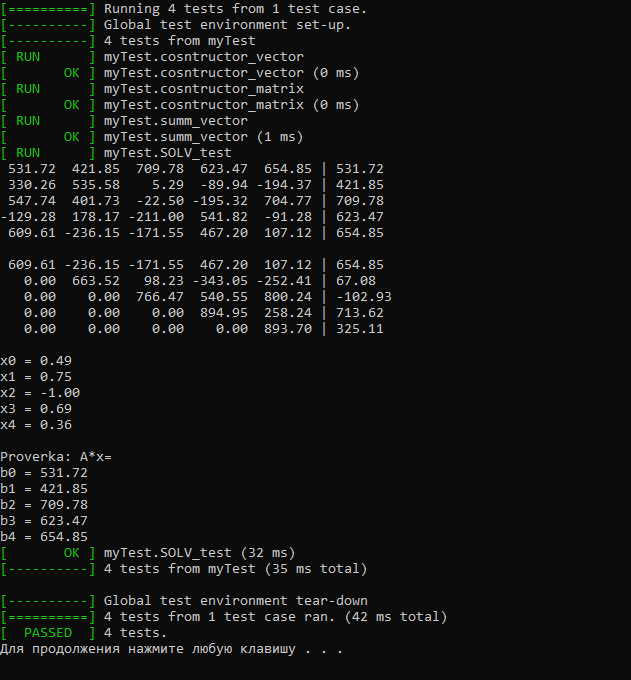 [==========] Running 4 tests from 1 test case.
[----------] Global test environment set-up.
[----------] 4 tests from myTest
[ RUN      ] myTest.cosntructor_vector
[       OK ] myTest.cosntructor_vector (0 ms)
[ RUN      ] myTest.cosntructor_matrix
[       OK ] myTest.cosntructor_matrix (0 ms)
[ RUN      ] myTest.summ_vector
[       OK ] myTest.summ_vector (1 ms)
[ RUN      ] myTest.SOLV_test
 531.72  421.85  709.78  623.47  654.85 | 531.72
 330.26  535.58    5.29  -89.94 -194.37 | 421.85
 547.74  401.73  -22.50 -195.32  704.77 | 709.78
-129.28  178.17 -211.00  541.82  -91.28 | 623.47
 609.61 -236.15 -171.55  467.20  107.12 | 654.85

 609.61 -236.15 -171.55  467.20  107.12 | 654.85
   0.00  663.52   98.23 -343.05 -252.41 | 67.08
   0.00    0.00  766.47  540.55  800.24 | -102.93
   0.00    0.00    0.00  894.95  258.24 | 713.62
   0.00    0.00    0.00    0.00  893.70 | 325.11

x0 = 0.49
x1 = 0.75
x2 = -1.00
x3 = 0.69
x4 = 0.36

Proverka: A*x=
b0 = 531.72
b1 = 421.85
b2 = 709.78
b3 = 623.47
b4 = 654.85
[       OK ] myTest.SOLV_test (32 ms)
[----------] 4 tests from myTest (35 ms total)

[----------] Global test environment tear-down
[==========] 4 tests from 1 test case ran. (42 ms total)
[  PASSED  ] 4 tests.
Для продолжения нажмите любую клавишу . . .